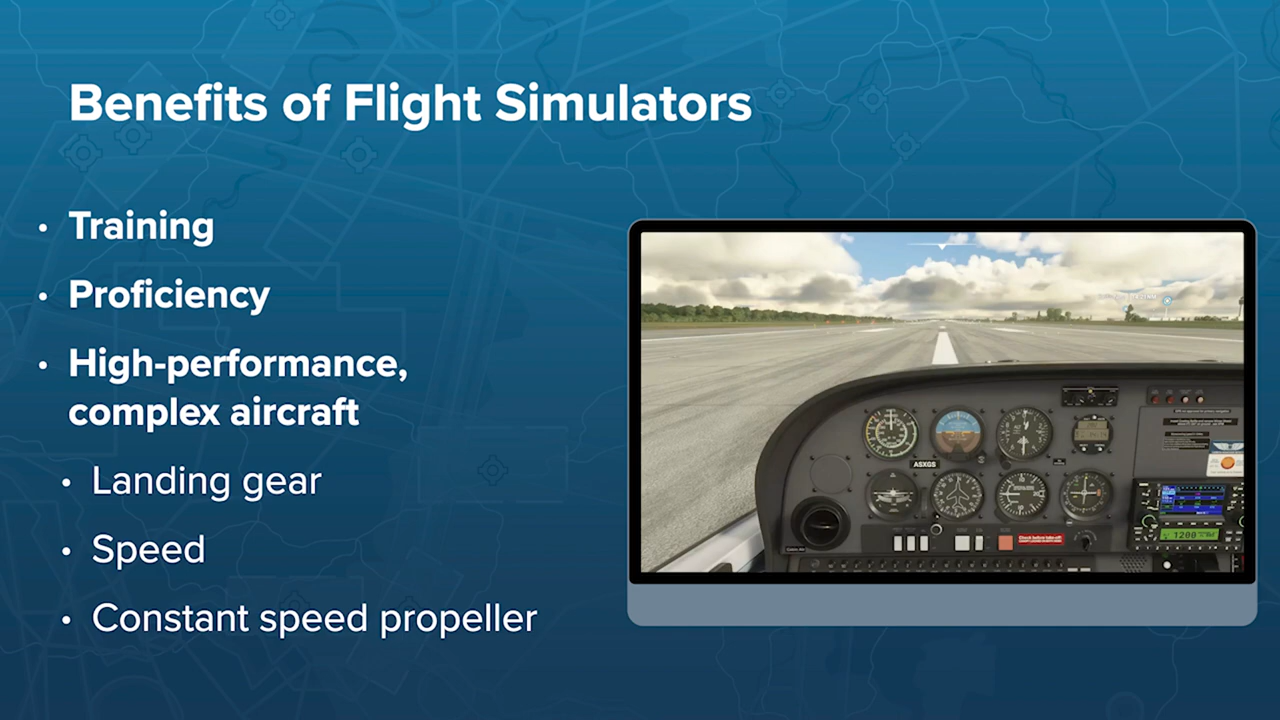 Benefits of Flight Simulators
• Training
• Proficiency
• High-performance,
complex aircraft
• Landing gear
• Speed
• Constant speed propeller
ASXGS
Check before take-off:
1200